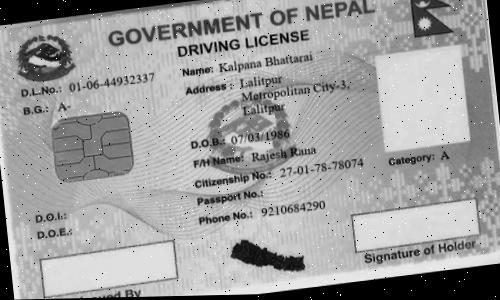 GOVERNMENT OF NEPAL
DRIVING LICENSE
D.L.No.: 01-06-44932337
B.G.: A-
Name: Kalpana Bhattarai
Address : Lalitpur
Metropolitan City-3,
Lalitpur
D.O.B.: 07/03/1986
F/H Name: Rajesh Rana
Citizenship No.: 27-01-78-78074
Passport No.:
Phone No.: 9210684290
Category: A
D.O.I.:
D.O.E.:
Signature of Holder
By